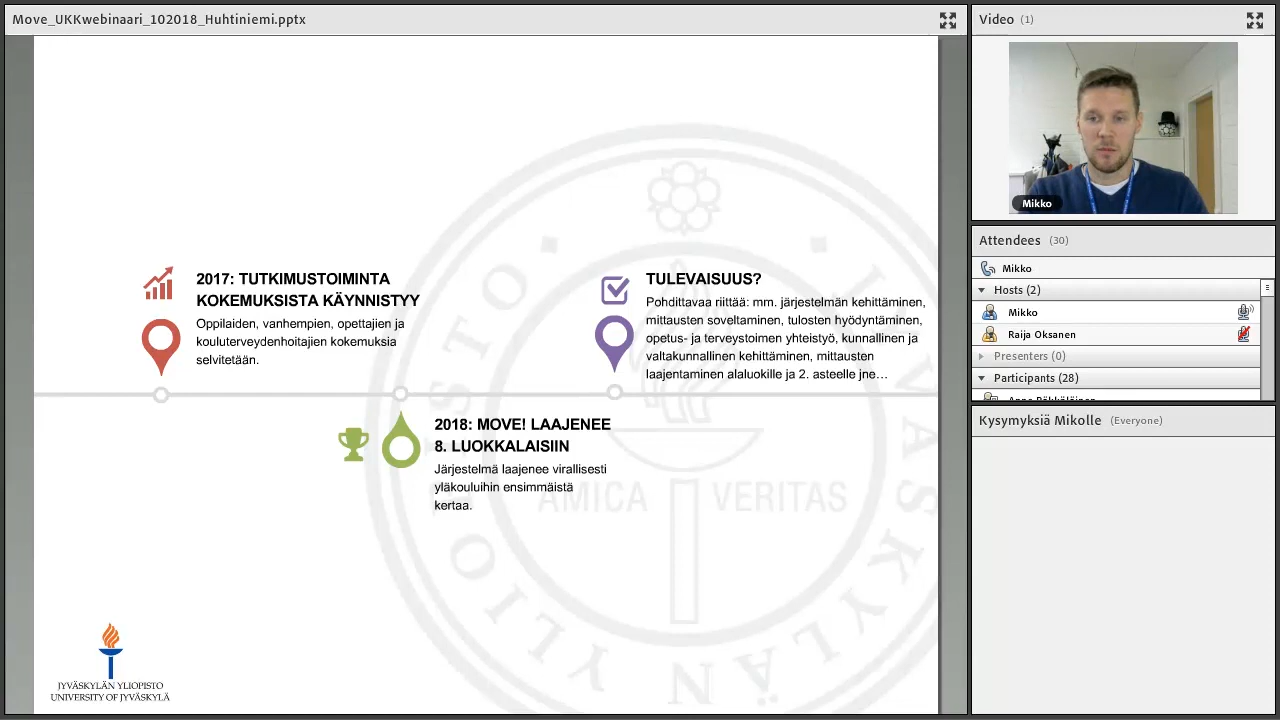 Move_UKKwebinaari_102018_Huhtiniemi.pptx
2017: TUTKIMUSTOIMINTA
KOKEMUKSISTA KÄYNNISTYY
Oppilaiden, vanhempien, opettajien ja
kouluterveydenhoitajien kokemuksia
selvitetään.
TULEVAISUUS?
Pohdittavaa riittää: mm. järjestelmän kehittäminen,
mittausten soveltaminen, tulosten hyödyntäminen,
opetus- ja terveystoimen yhteistyö, kunnallinen ja
valtakunnallinen kehittäminen, mittausten
laajentaminen alaluokille ja 2. asteelle jne…
2018: MOVE! LAAJENEE
8. LUOKKALAISIIN
Järjestelmä laajenee virallisesti
yläkouluihin ensimmäistä
kertaa.
AMICA VERITAS
JYVÄSKYLÄN YLIOPISTO
UNIVERSITY OF JYVÄSKYLÄ
Video (1)
Mikko
Attendees (30)
Mikko
Hosts (2)
Mikko
Raija Oksanen
Presenters (0)
Participants (28)
Kysymyksiä Mikolle (Everyone)